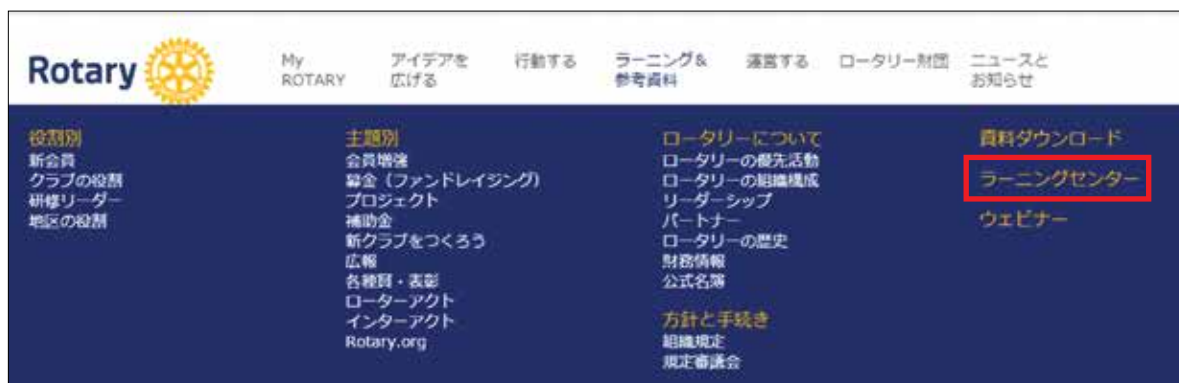 Rotary
My
ROTARY
アイデアを
広げる
行動する
ラーニング&
参考資料
運営する
ロータリー財団
ニュースと
お知らせ
役割別
新会員
クラブの役割
研修リーダー
地区の役割
主題別
会員増強
募金（ファンドレイジング）
プロジェクト
補助金
新クラブをつくろう
広報
各種賞・表彰
ローターアクト
インターアクト
Rotary.org
ロータリーについて
ロータリーの優先活動
ロータリーの組織構成
リーダーシップ
パートナー
ロータリーの歴史
財務情報
公式名簿
方針と手続き
組織規定
規定審議会
資料ダウンロード
ラーニングセンター
ウェビナー